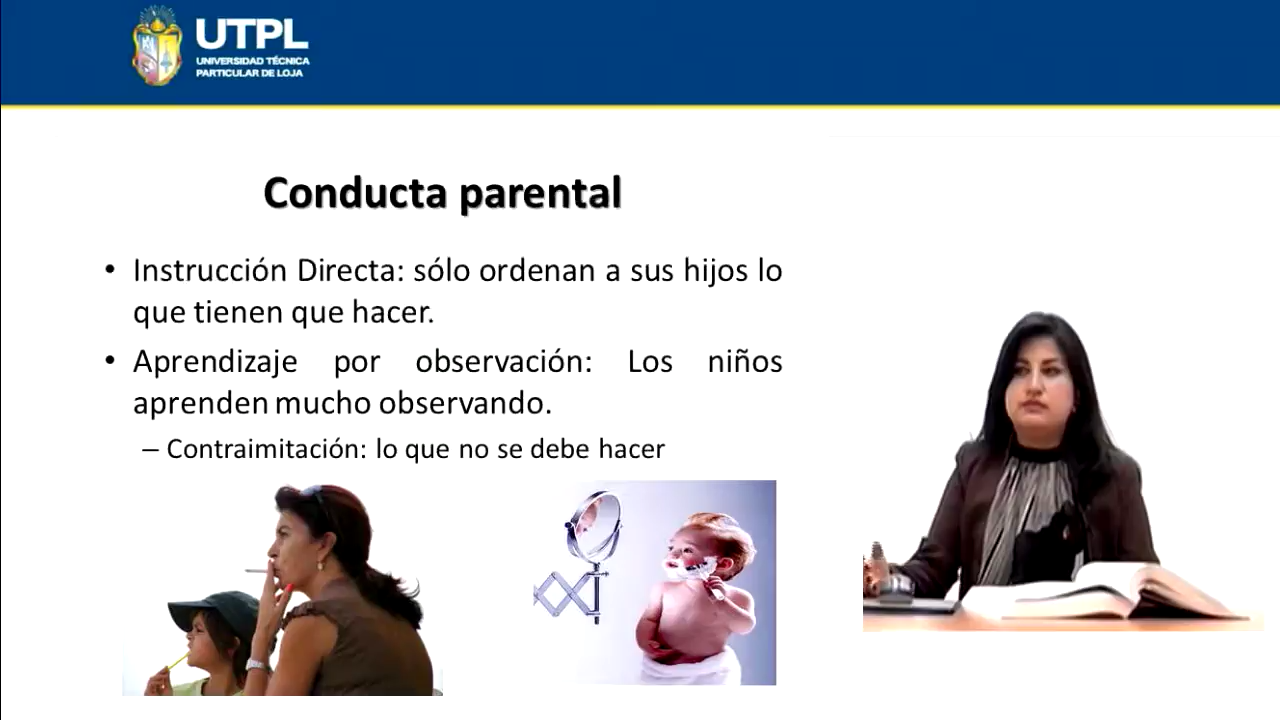 UTPL
UNIVERSIDAD TÉCNICA
PARTICULAR DE LOJA
Conducta parental
• Instrucción Directa: sólo ordenan a sus hijos lo
que tienen que hacer.
• Aprendizaje por observación: Los niños
aprenden mucho observando.
– Contraimitación: lo que no se debe hacer